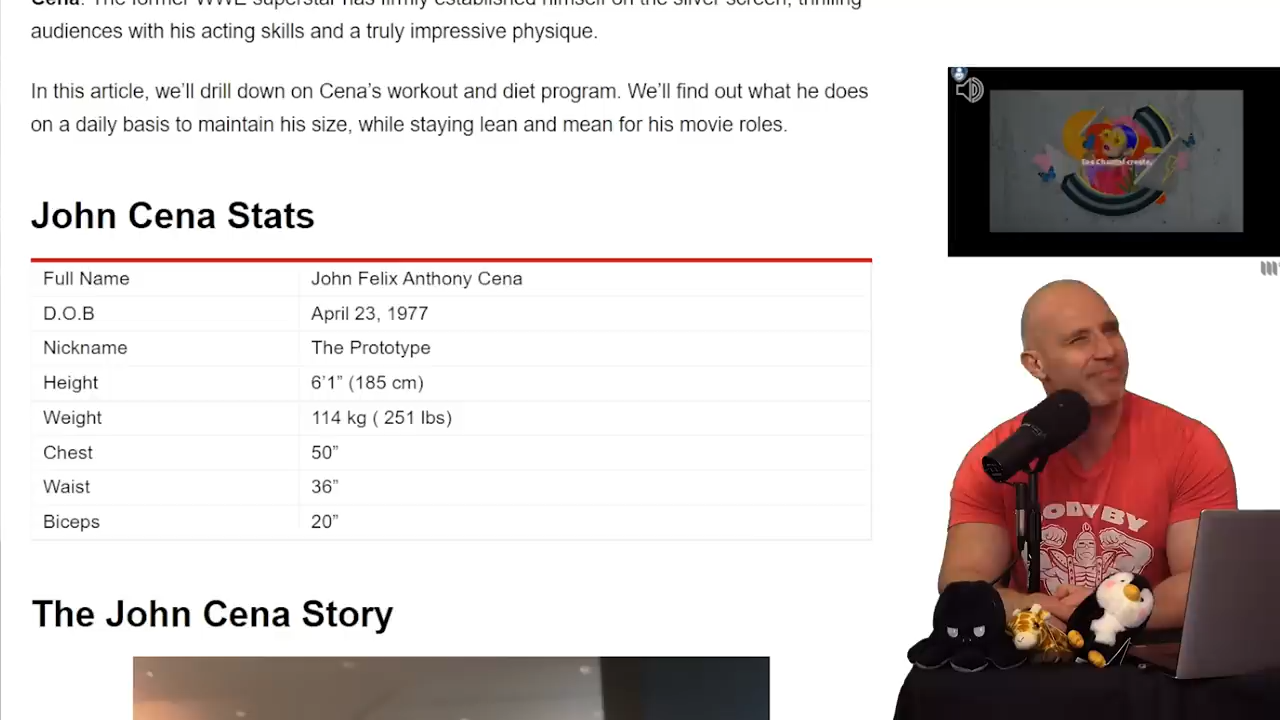 Cena. The former WWE superstar has firmly established himself on the silver screen, thrilling
audiences with his acting skills and a truly impressive physique.
In this article, we’ll drill down on Cena’s workout and diet program. We’ll find out what he does
on a daily basis to maintain his size, while staying lean and mean for his movie roles.
John Cena Stats
Full Name John Felix Anthony Cena
D.O.B April 23, 1977
Nickname The Prototype
Height 6’1” (185 cm)
Weight 114 kg ( 251 lbs)
Chest 50”
Waist 36”
Biceps 20”
The John Cena Story
ODY BY